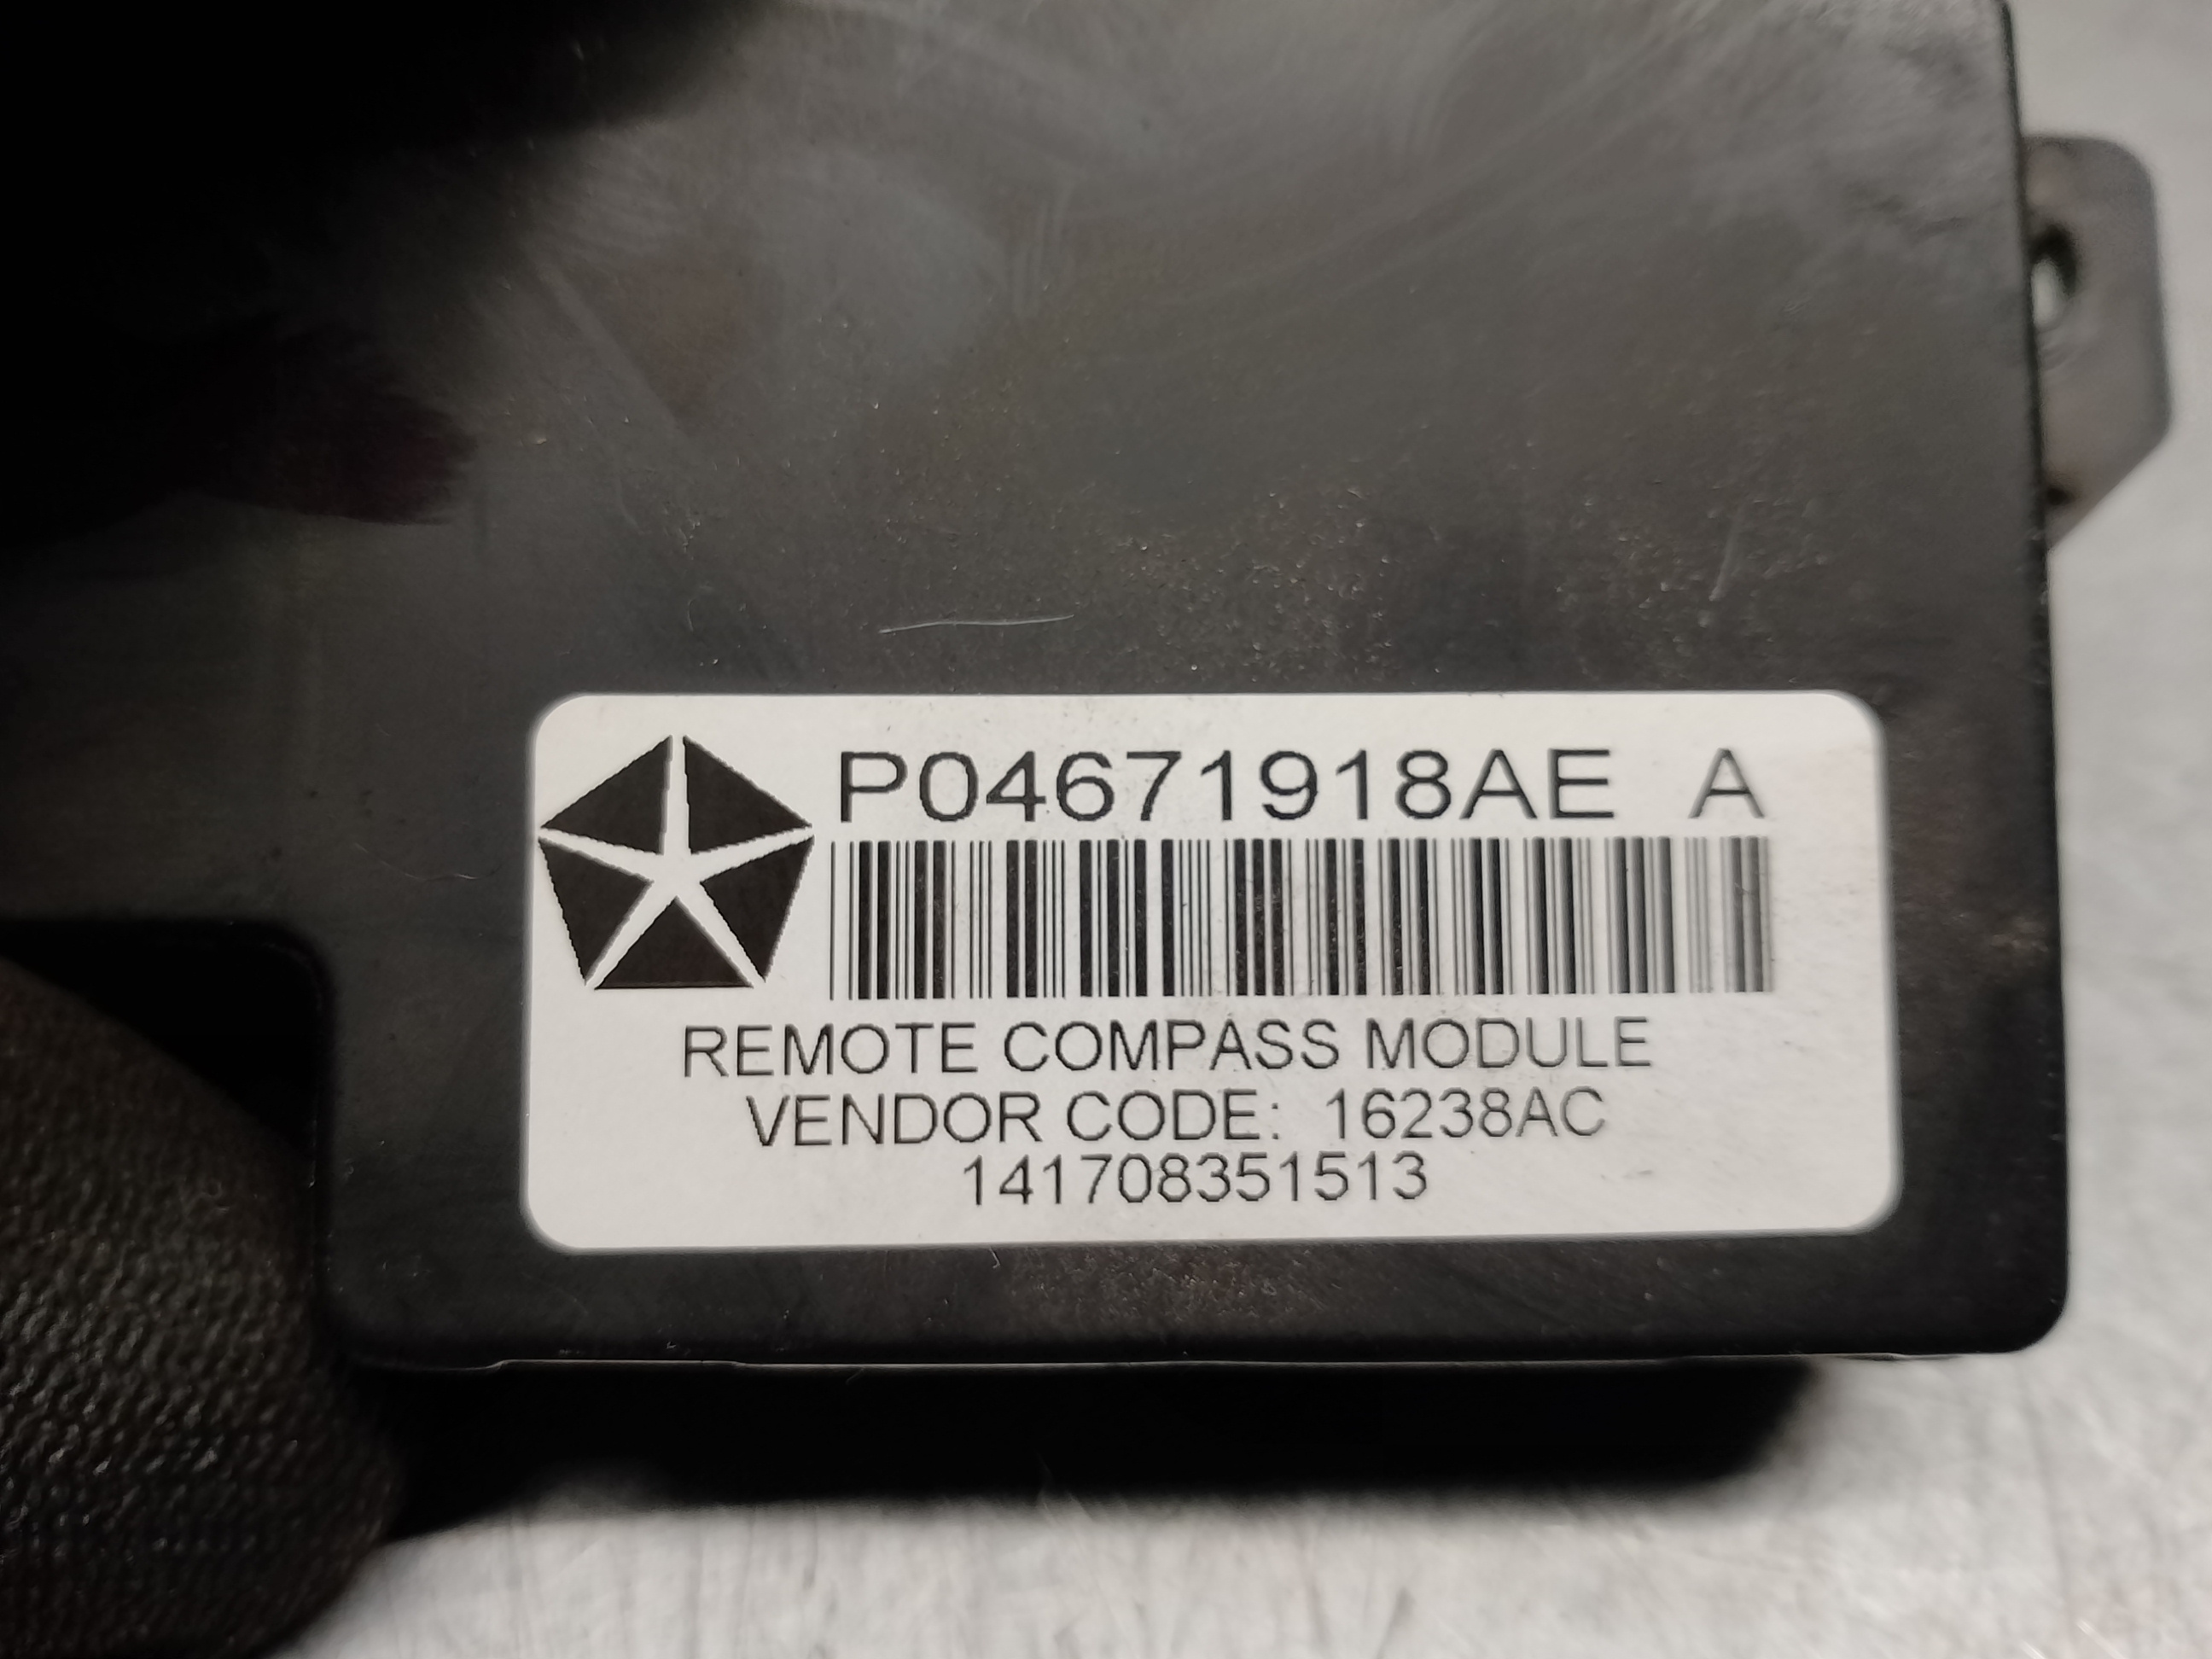 P04671918AE A
REMOTE COMPASS MODULE
VENDOR CODE: 16238AC
141708351513